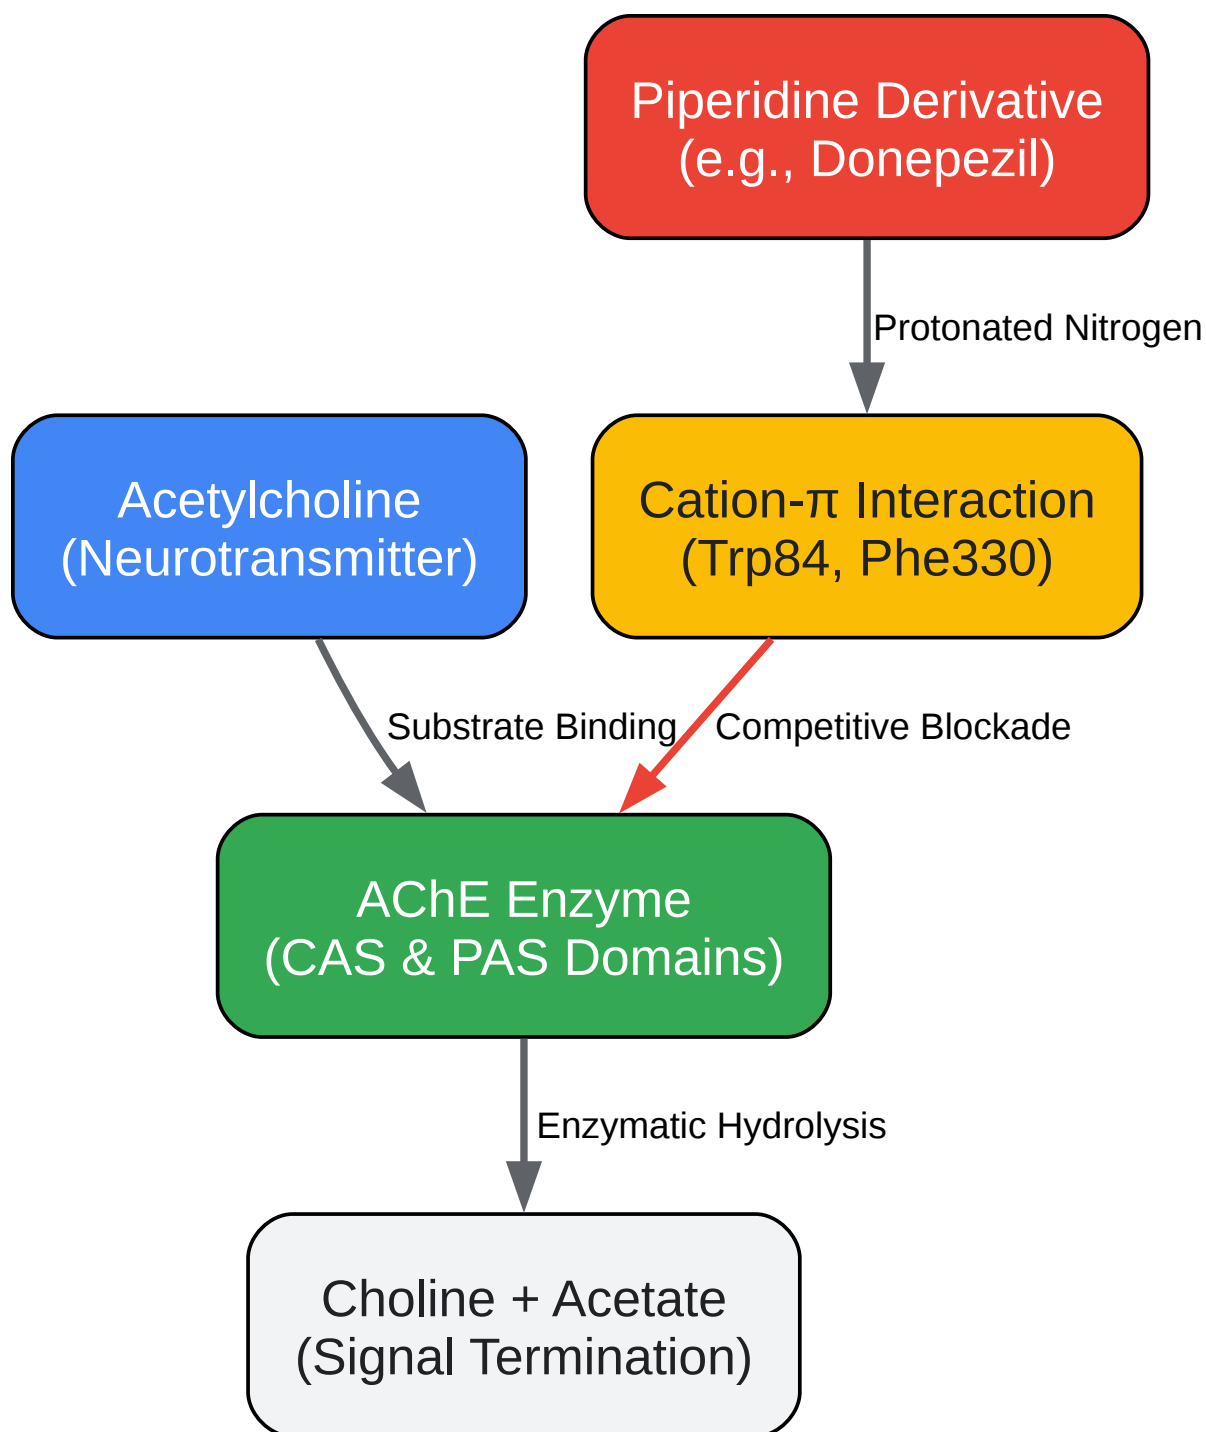 Piperidine Derivative
(e.g., Donepezil)
Protonated Nitrogen
Acetylcholine
(Neurotransmitter)
Cation-π Interaction
(Trp84, Phe330)
Substrate Binding
Competitive Blockade
AChE Enzyme
(CAS & PAS Domains)
Enzymatic Hydrolysis
Choline + Acetate
(Signal Termination)